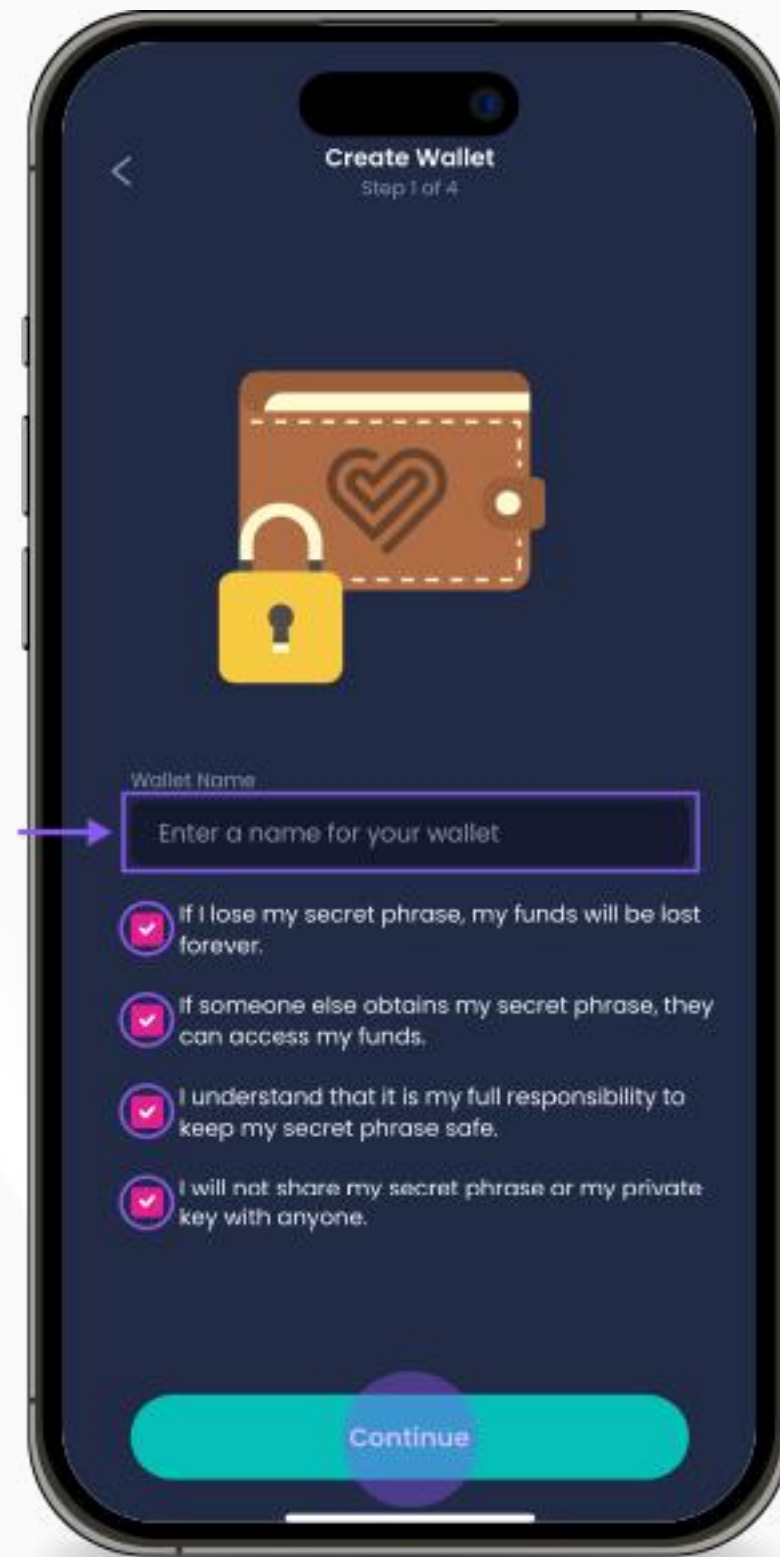 Create Wallet
Step 1 of 4
Wallet Name
Enter a name for your wallet
If I lose my secret phrase, my funds will be lost
forever.
If someone else obtains my secret phrase, they
can access my funds.
I understand that it is my full responsibility to
keep my secret phrase safe.
I will not share my secret phrase or my private
key with anyone.
Continue